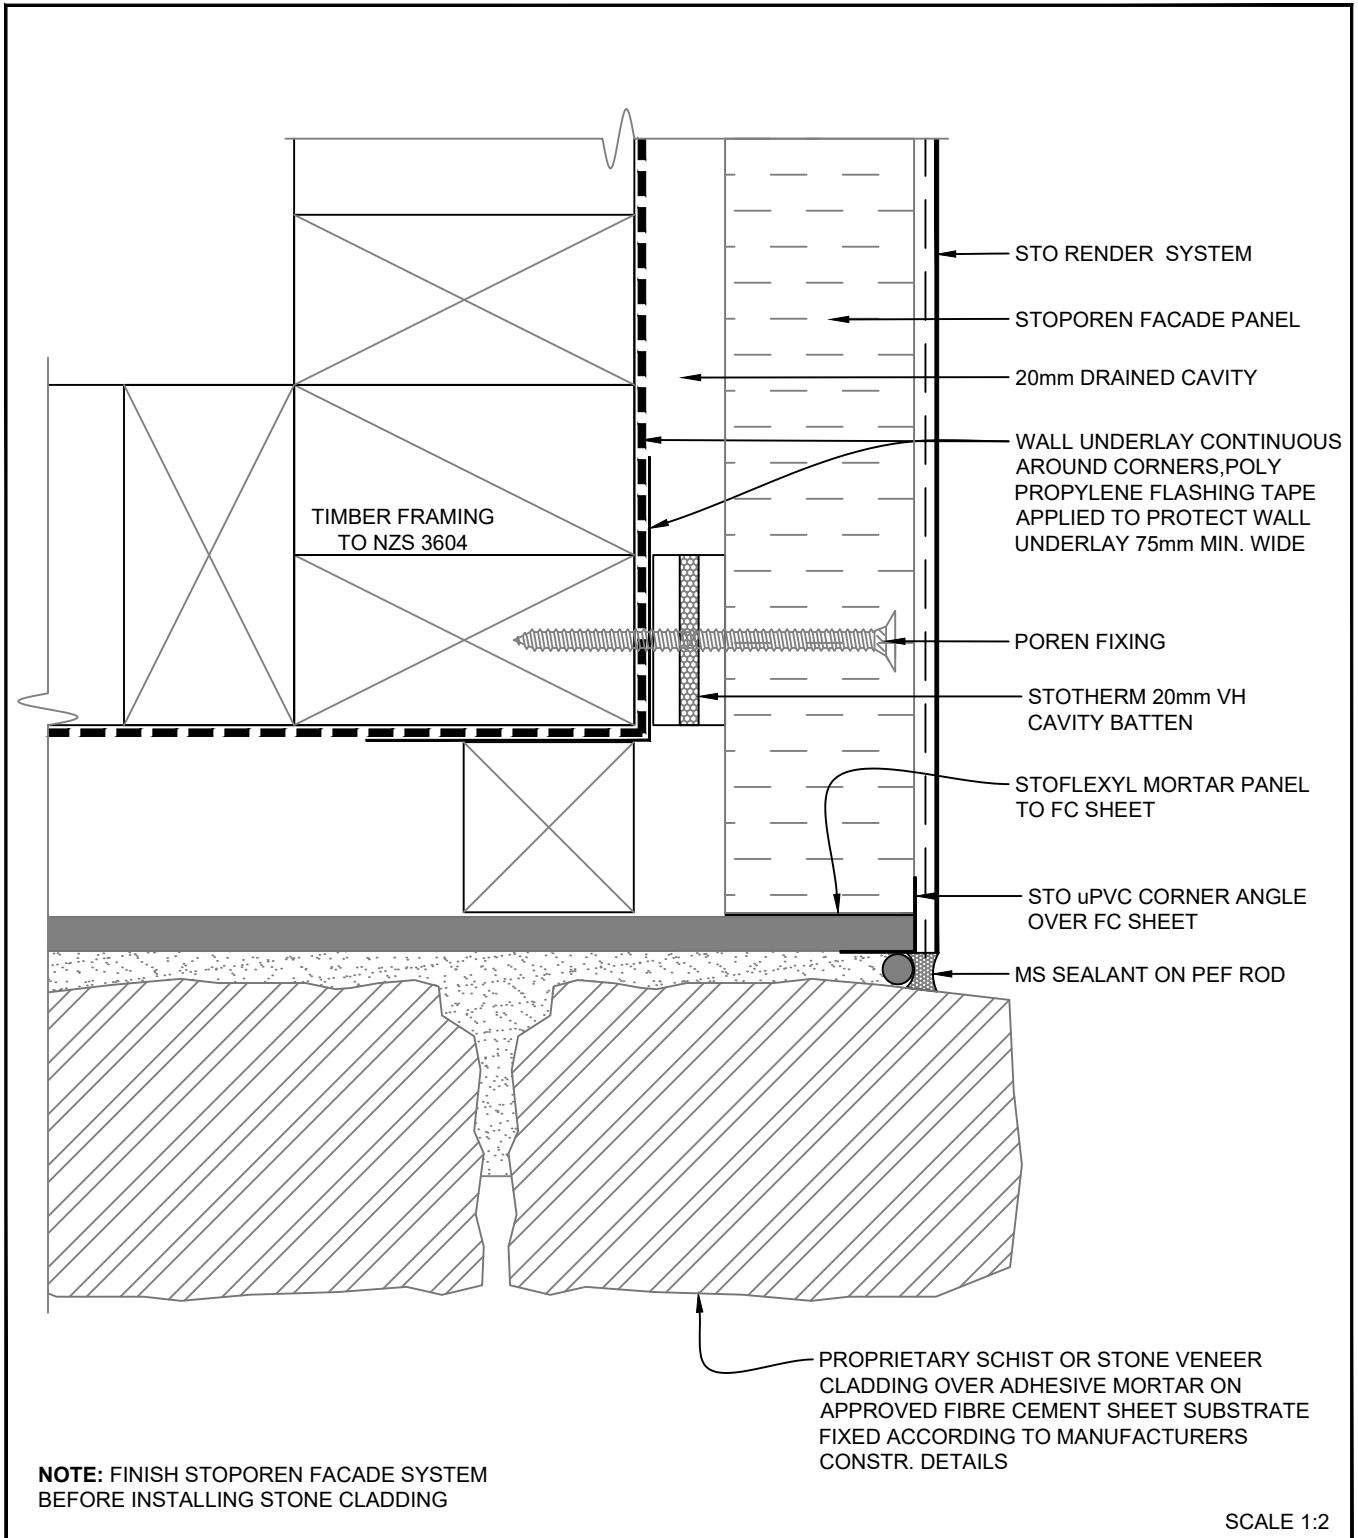 STO RENDER SYSTEM
STOPOREN FACADE PANEL
20mm DRAINED CAVITY
WALL UNDERLAY CONTINUOUS
AROUND CORNERS,POLY
PROPYLENE FLASHING TAPE
APPLIED TO PROTECT WALL
UNDERLAY 75mm MIN. WIDE
TIMBER FRAMING
TO NZS 3604
POREN FIXING
STOTHERM 20mm VH
CAVITY BATTEN
STOFLEXYL MORTAR PANEL
TO FC SHEET
STO uPVC CORNER ANGLE
OVER FC SHEET
MS SEALANT ON PEF ROD
PROPRIETARY SCHIST OR STONE VENEER
CLADDING OVER ADHESIVE MORTAR ON
APPROVED FIBRE CEMENT SHEET SUBSTRATE
FIXED ACCORDING TO MANUFACTURERS
CONSTR. DETAILS
NOTE: FINISH STOPOREN FACADE SYSTEM
BEFORE INSTALLING STONE CLADDING
SCALE 1:2